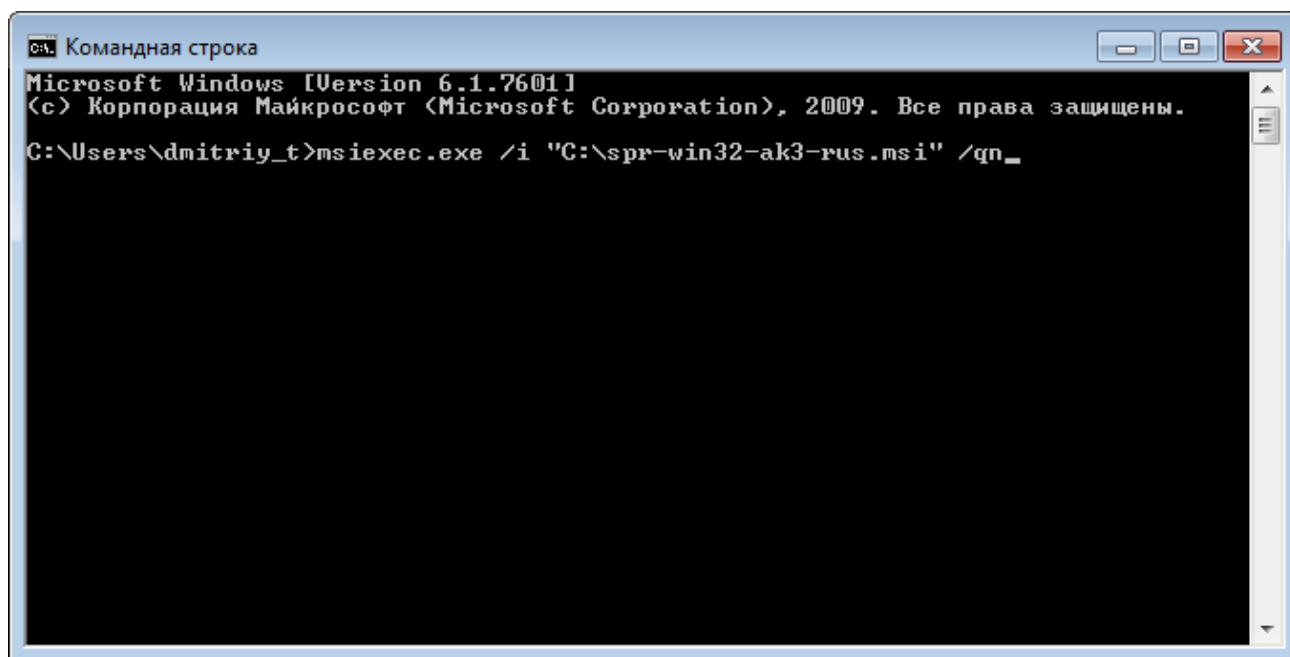 Командная строка
Microsoft Windows [Version 6.1.7601]
(c) Корпорация Майкрософт (Microsoft Corporation), 2009. Все права защищены.
C:\Users\dmitriy_t>msiexec.exe /i "C:\spr-win32-ak3-rus.msi" /qn_